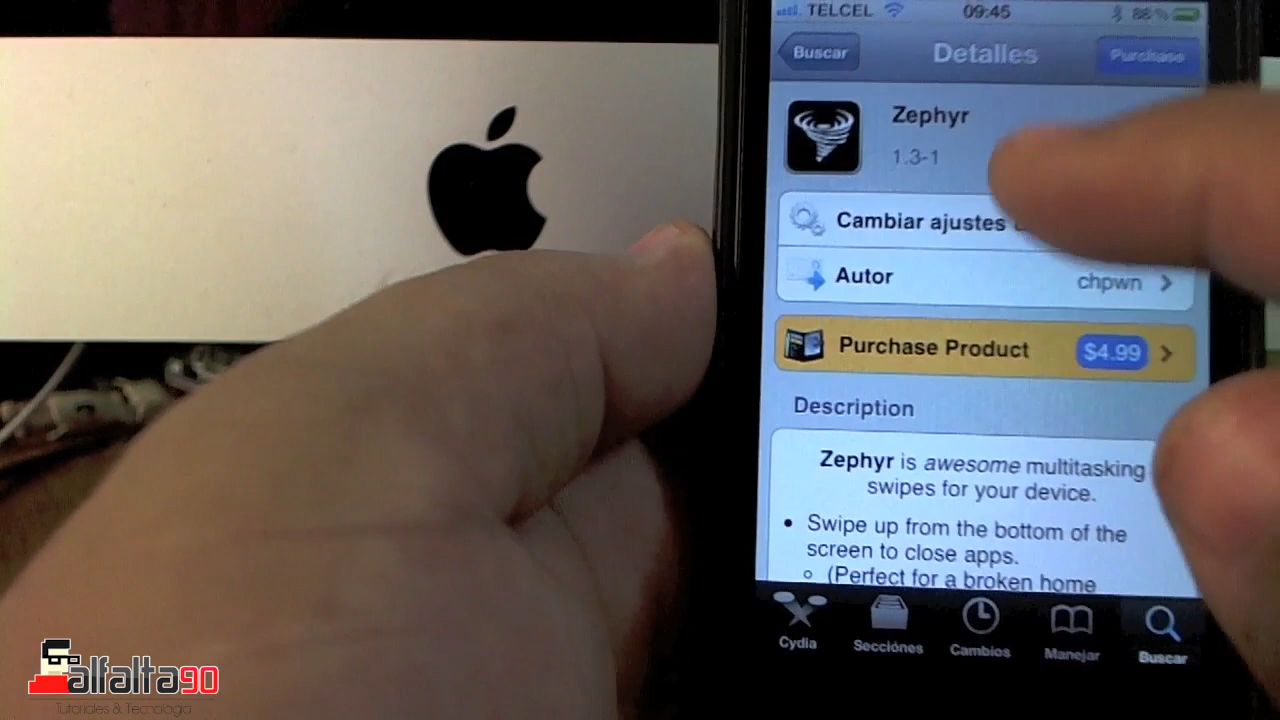 TELCEL 09:45 86%
Buscar Detalles Purchase
Zephyr
1.3-1
Cambiar ajustes
Autor chpwn
Purchase Product $4.99
Description
Zephyr is awesome multitasking
swipes for your device.
• Swipe up from the bottom of the
screen to close apps.
(Perfect for a broken home
Cydia Secciónes Cambios Manejar Buscar
alfalta90
Tutoriales & Tecnologia